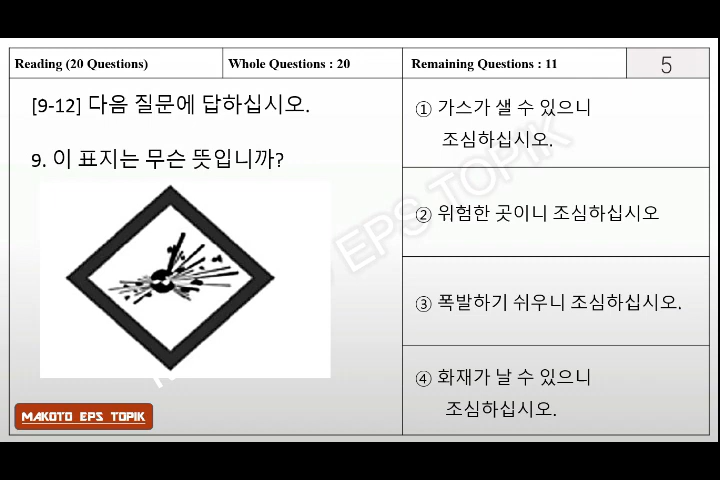 Reading (20 Questions)
Whole Questions : 20
Remaining Questions : 11
5
[9-12] 다음 질문에 답하십시오.
9. 이 표지는 무슨 뜻입니까?
① 가스가 샐 수 있으니
조심하십시오.
② 위험한 곳이니 조심하십시오
③ 폭발하기 쉬우니 조심하십시오.
④ 화재가 날 수 있으니
조심하십시오.
EPS TOPIK
MAKOTO EPS TOPIK